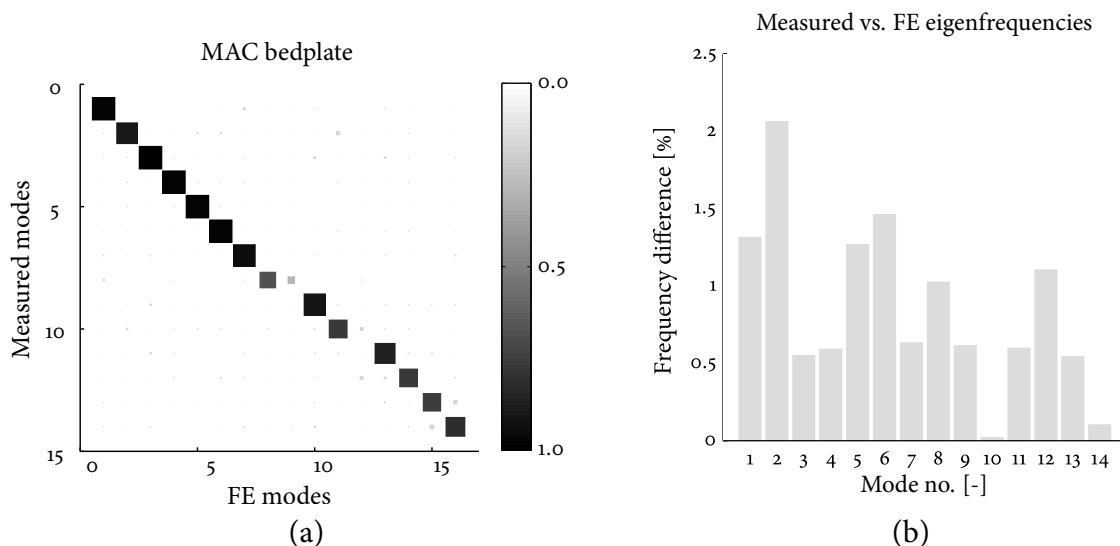 MAC bedplate
0
5
10
15
Measured modes
0 5 10 15
FE modes
0.0
0.5
1.0
(a)
Measured vs. FE eigenfrequencies
2.5
2
1.5
1
0.5
0
Frequency difference [%]
1 2 3 4 5 6 7 8 9 10 11 12 13 14
Mode no. [-]
(b)